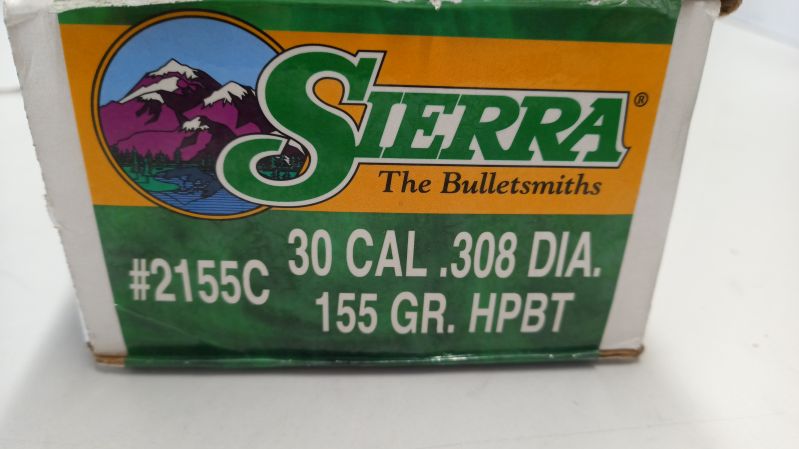 SIERRA®
The Bulletsmiths
#2155C
30 CAL .308 DIA.
155 GR. HPBT